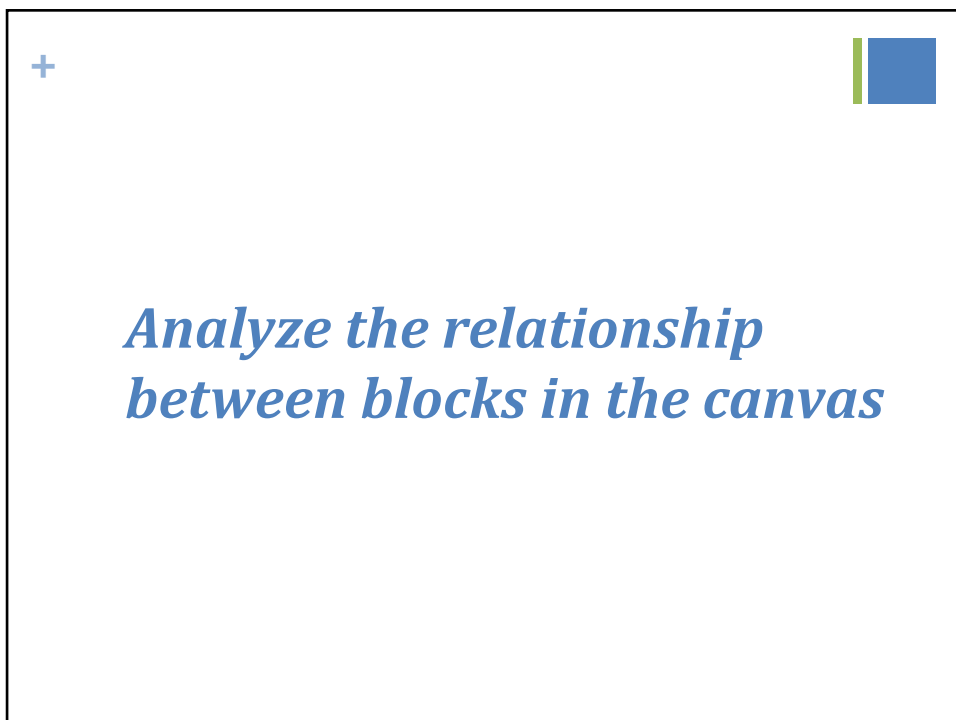 +
Analyze the relationship
between blocks in the canvas